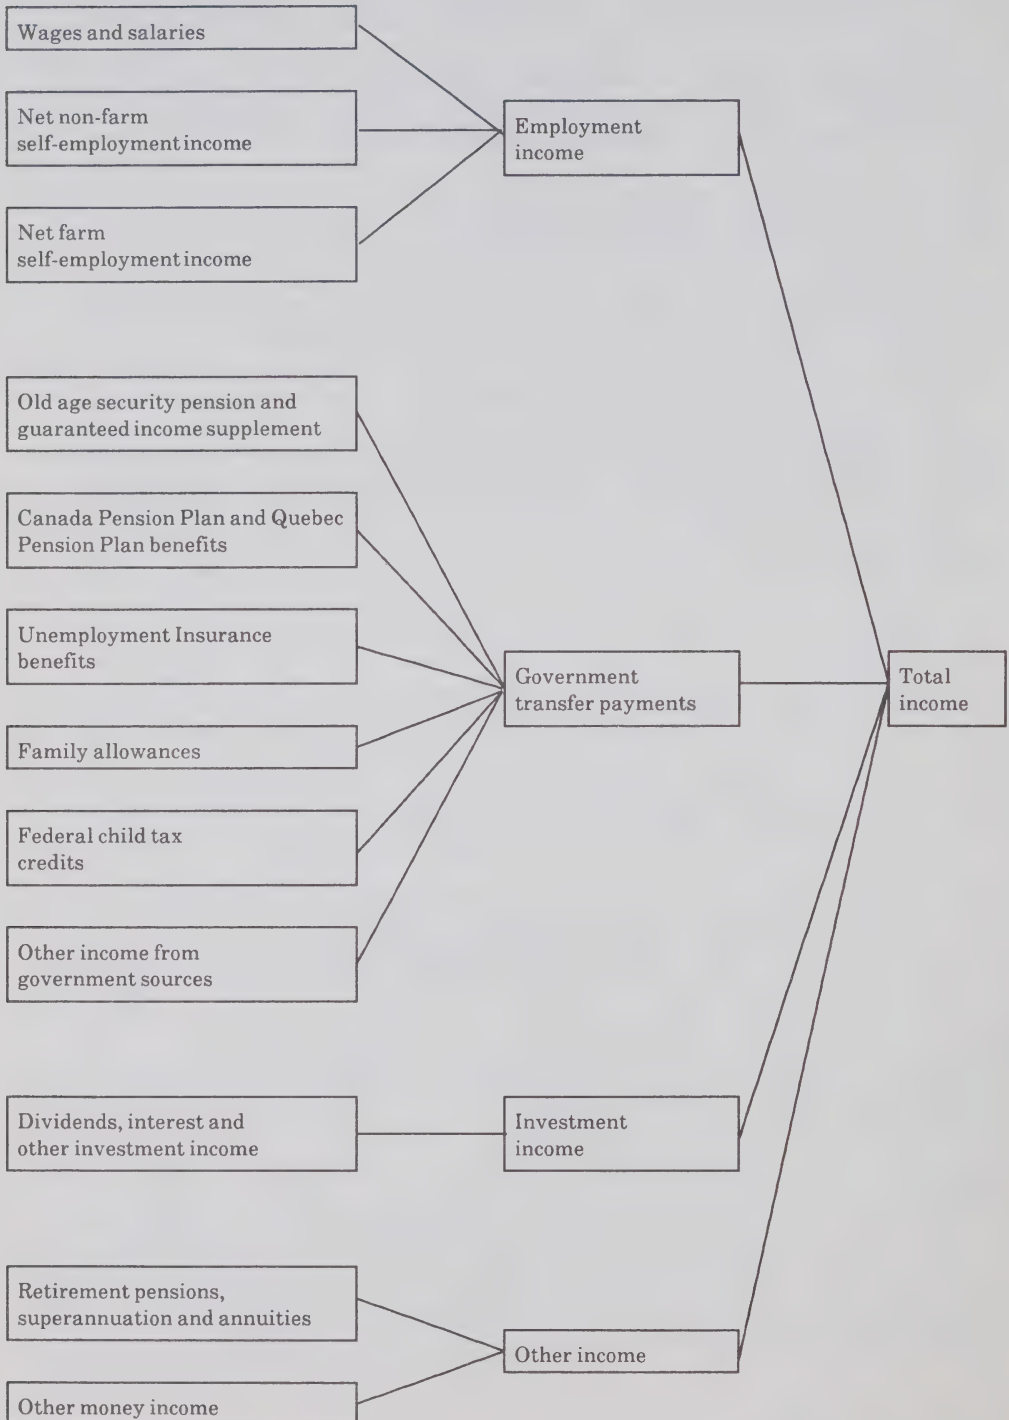 Wages and salaries
Net non-farm
self-employment income
Net farm
self-employment income
Employment
income
Old age security pension and
guaranteed income supplement
Canada Pension Plan and Quebec
Pension Plan benefits
Unemployment Insurance
benefits
Family allowances
Federal child tax
credits
Other income from
government sources
Government
transfer payments
Total
income
Dividends, interest and
other investment income
Investment
income
Retirement pensions,
superannuation and annuities
Other money income
Other income